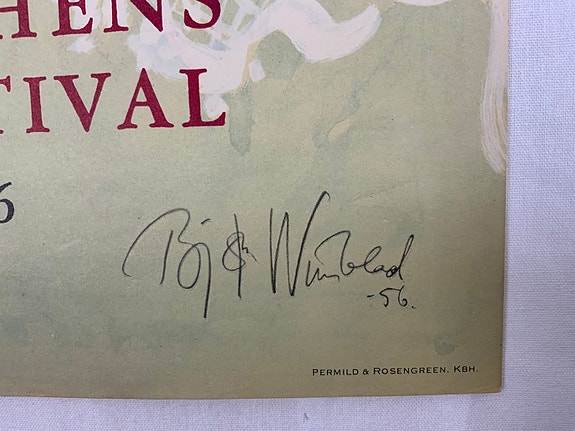 HENS
TIVAL
6
Bjørn Wiinblad
-56.
PERMILD & ROSENGREEN. KBH.